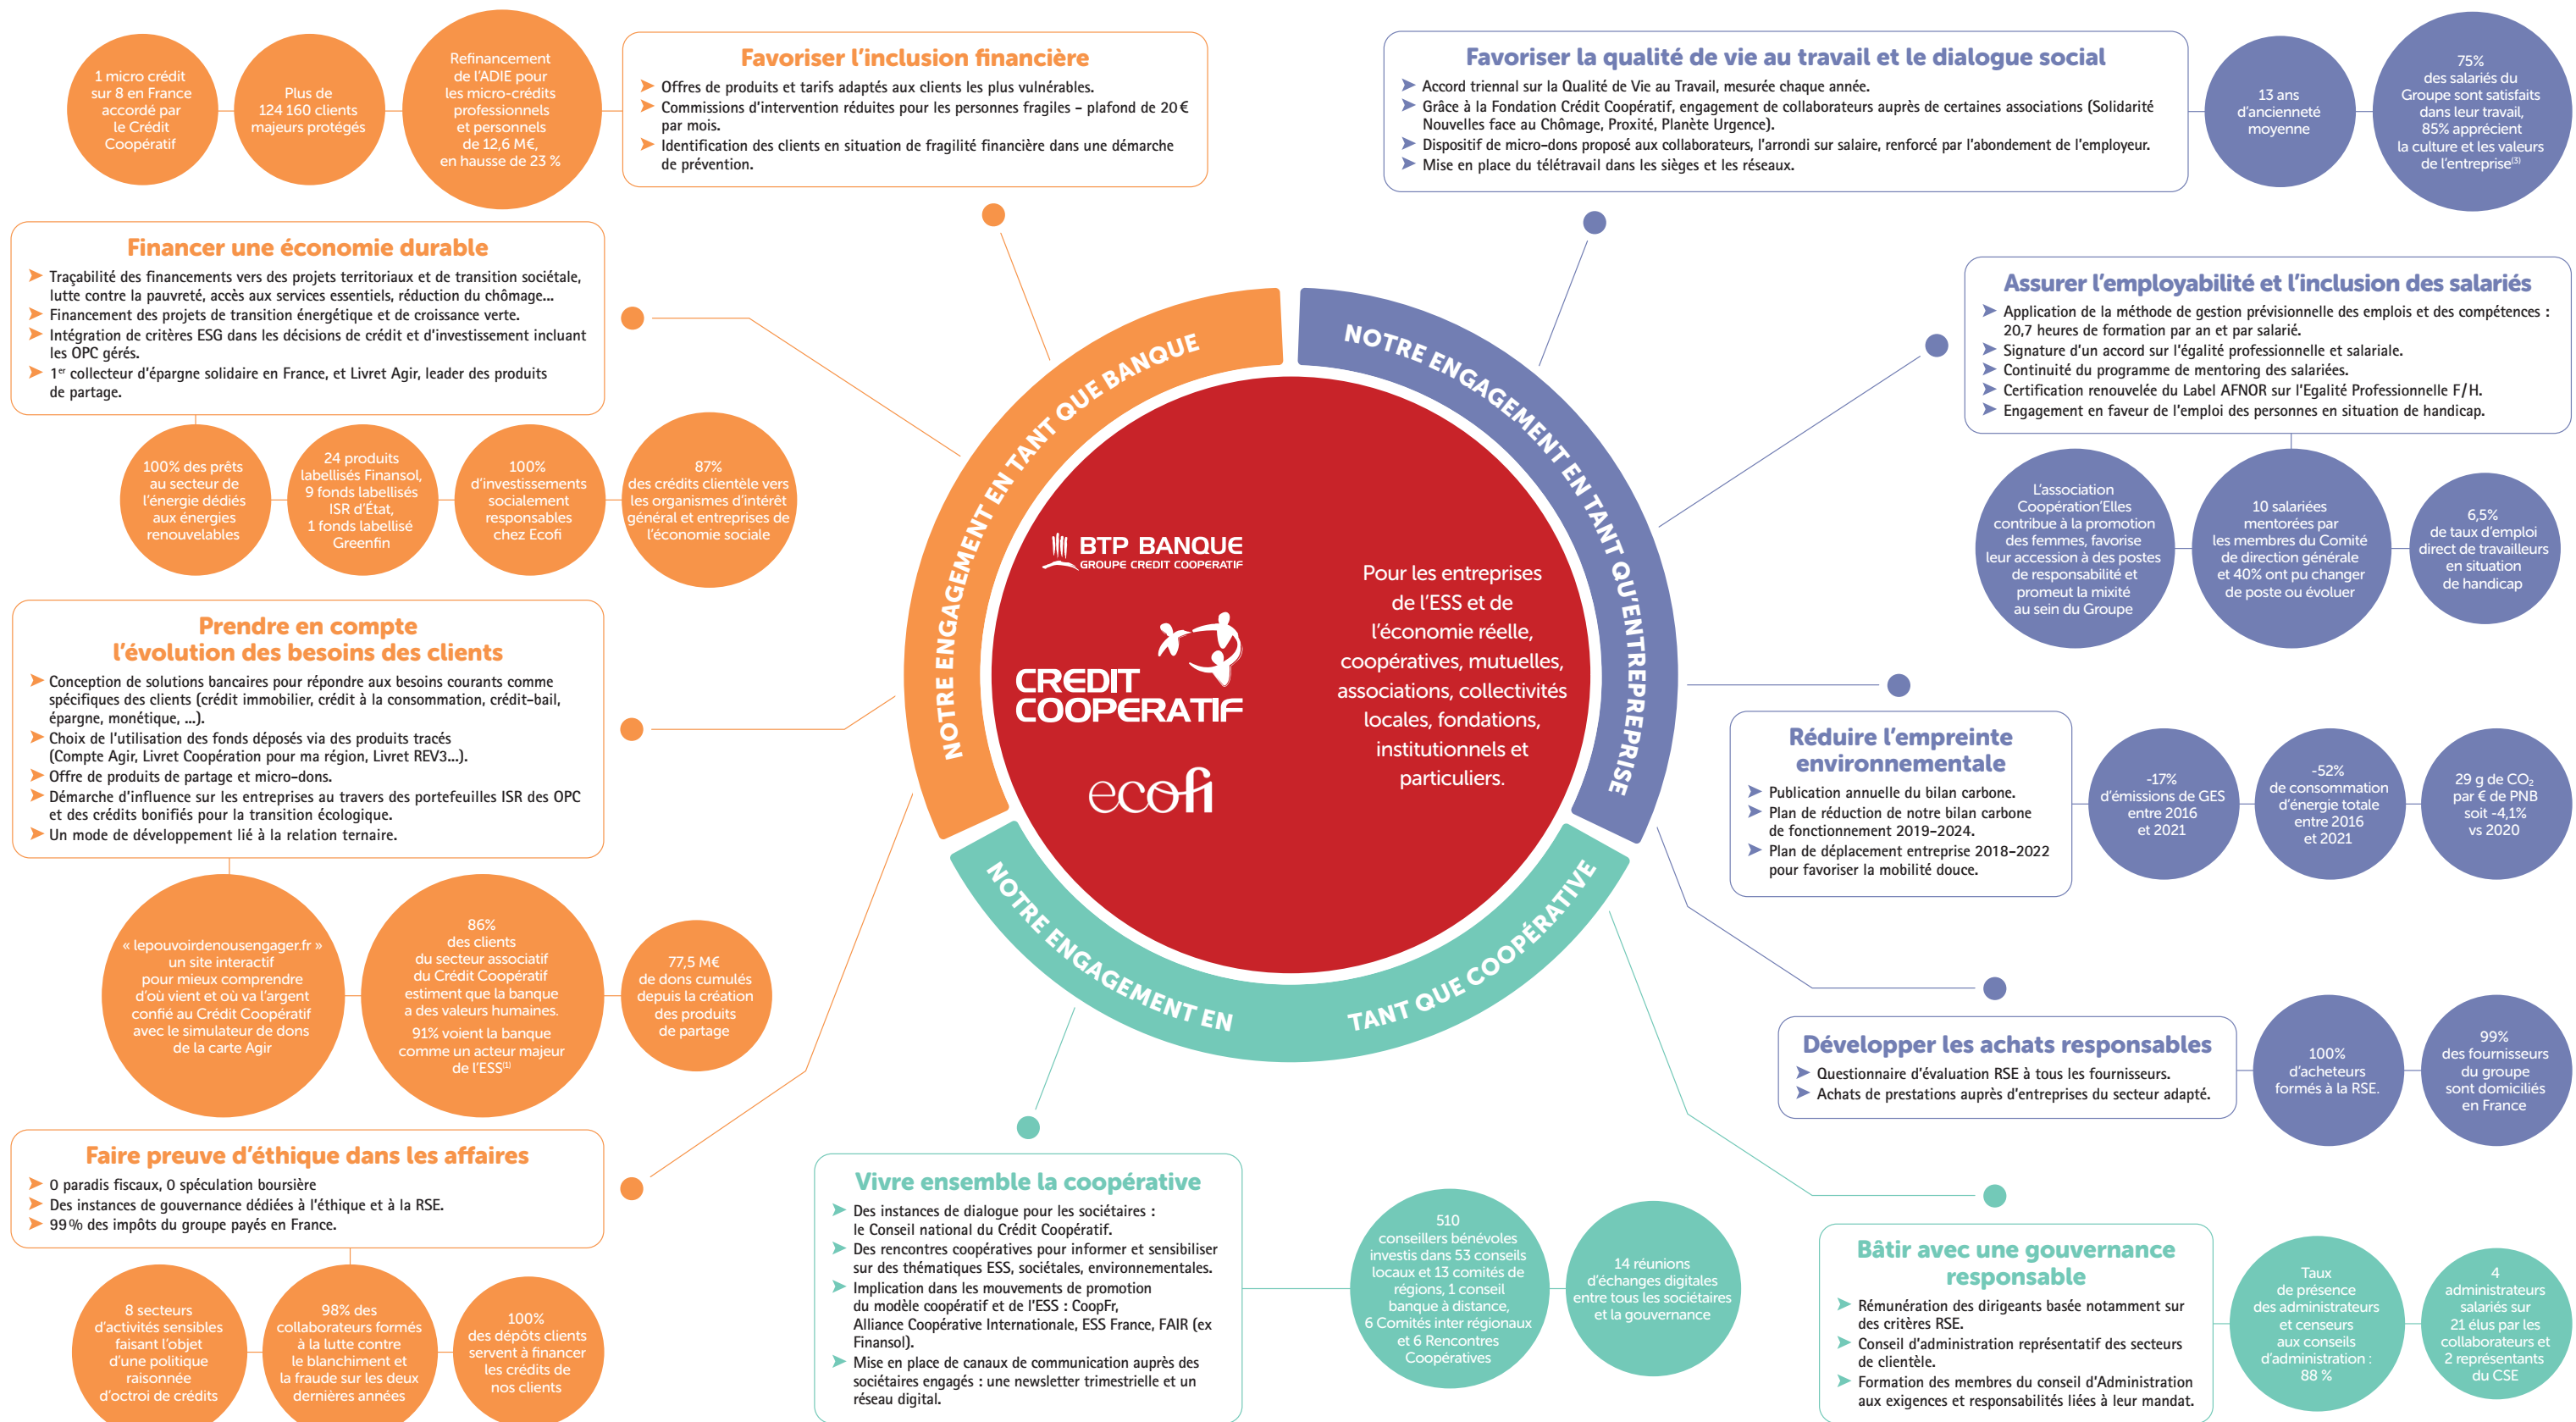 1 micro crédit
sur 8 en France
accordé par
le Crédit
Coopératif
Plus de
124 160 clients
majeurs protégés
Refinancement
de l'ADIE pour
les micro-crédits
professionnels
et personnels
de 12,6 M€,
en hausse de 23 %
Favoriser l'inclusion financière
➤ Offres de produits et tarifs adaptés aux clients les plus vulnérables.
➤ Commissions d'intervention réduites pour les personnes fragiles – plafond de 20 €
par mois.
➤ Identification des clients en situation de fragilité financière dans une démarche
de prévention.
Financer une économie durable
➤ Traçabilité des financements vers des projets territoriaux et de transition sociétale,
lutte contre la pauvreté, accès aux services essentiels, réduction du chômage...
➤ Financement des projets de transition énergétique et de croissance verte.
➤ Intégration de critères ESG dans les décisions de crédit et d'investissement incluant
les OPC gérés.
➤ 1er collecteur d'épargne solidaire en France, et Livret Agir, leader des produits
de partage.
100% des prêts
au secteur de
l'énergie dédiés
aux énergies
renouvelables
24 produits
labellisés Finansol,
9 fonds labellisés
ISR d'État,
1 fonds labellisé
Greenfin
100%
d'investissements
socialement
responsables
chez Ecofi
87%
des crédits clientèle vers
les organismes d'intérêt
général et entreprises de
l'économie sociale
Prendre en compte
l'évolution des besoins des clients
➤ Conception de solutions bancaires pour répondre aux besoins courants comme
spécifiques des clients (crédit immobilier, crédit à la consommation, crédit-bail,
épargne, monétique, ...).
➤ Choix de l'utilisation des fonds déposés via des produits tracés
(Compte Agir, Livret Coopération pour ma région, Livret REV3...).
➤ Offre de produits de partage et micro-dons.
➤ Démarche d'influence sur les entreprises au travers des portefeuilles ISR des OPC
et des crédits bonifiés pour la transition écologique.
➤ Un mode de développement lié à la relation ternaire.
« lepouvoirdenousengager.fr »
un site interactif
pour mieux comprendre
d'où vient et où va l'argent
confié au Crédit Coopératif
avec le simulateur de dons
de la carte Agir
86%
des clients
du secteur associatif
du Crédit Coopératif
estiment que la banque
a des valeurs humaines.
91% voient la banque
comme un acteur majeur
de l'ESS(1)
77,5 M€
de dons cumulés
depuis la création
des produits
de partage
Faire preuve d'éthique dans les affaires
➤ 0 paradis fiscaux, 0 spéculation boursière
➤ Des instances de gouvernance dédiées à l'éthique et à la RSE.
➤ 99 % des impôts du groupe payés en France.
8 secteurs
d'activités sensibles
faisant l'objet
d'une politique
raisonnée
d'octroi de crédits
98% des
collaborateurs formés
à la lutte contre
le blanchiment et
la fraude sur les deux
dernières années
100%
des dépôts clients
servent à financer
les crédits de
nos clients
NOTRE ENGAGEMENT EN TANT QUE BANQUE
NOTRE ENGAGEMENT EN TANT QU'ENTREPREPRISE
NOTRE ENGAGEMENT EN TANT QUE COOPÉRATIVE
BTP BANQUE
GROUPE CREDIT COOPERATIF
CREDIT
COOPERATIF
ecofi
Pour les entreprises
de l'ESS et de
l'économie réelle,
coopératives, mutuelles,
associations, collectivités
locales, fondations,
institutionnels et
particuliers.
Favoriser la qualité de vie au travail et le dialogue social
➤ Accord triennal sur la Qualité de Vie au Travail, mesurée chaque année.
➤ Grâce à la Fondation Crédit Coopératif, engagement de collaborateurs auprès de certaines associations (Solidarité
Nouvelles face au Chômage, Proxité, Planète Urgence).
➤ Dispositif de micro-dons proposé aux collaborateurs, l'arrondi sur salaire, renforcé par l'abondement de l'employeur.
➤ Mise en place du télétravail dans les sièges et les réseaux.
13 ans
d'ancienneté
moyenne
75%
des salariés du
Groupe sont satisfaits
dans leur travail,
85% apprécient
la culture et les valeurs
de l'entreprise(3)
Assurer l'employabilité et l'inclusion des salariés
➤ Application de la méthode de gestion prévisionnelle des emplois et des compétences :
20,7 heures de formation par an et par salarié.
➤ Signature d'un accord sur l'égalité professionnelle et salariale.
➤ Continuité du programme de mentoring des salariées.
➤ Certification renouvelée du Label AFNOR sur l'Egalité Professionnelle F/H.
➤ Engagement en faveur de l'emploi des personnes en situation de handicap.
L'association
Coopération'Elles
contribue à la promotion
des femmes, favorise
leur accession à des postes
de responsabilité et
promeut la mixité
au sein du Groupe
10 salariées
mentorées par
les membres du Comité
de direction générale
et 40% ont pu changer
de poste ou évoluer
6,5%
de taux d'emploi
direct de travailleurs
en situation
de handicap
Réduire l'empreinte
environnementale
➤ Publication annuelle du bilan carbone.
➤ Plan de réduction de notre bilan carbone
de fonctionnement 2019-2024.
➤ Plan de déplacement entreprise 2018-2022
pour favoriser la mobilité douce.
-17%
d'émissions de GES
entre 2016
et 2021
-52%
de consommation
d'énergie totale
entre 2016
et 2021
29 g de CO₂
par € de PNB
soit -4,1%
vs 2020
Développer les achats responsables
➤ Questionnaire d'évaluation RSE à tous les fournisseurs.
➤ Achats de prestations auprès d'entreprises du secteur adapté.
100%
d'acheteurs
formés à la RSE.
99%
des fournisseurs
du groupe
sont domiciliés
en France
Vivre ensemble la coopérative
➤ Des instances de dialogue pour les sociétaires :
le Conseil national du Crédit Coopératif.
➤ Des rencontres coopératives pour informer et sensibiliser
sur des thématiques ESS, sociétales, environnementales.
➤ Implication dans les mouvements de promotion
du modèle coopératif et de l'ESS : CoopFr,
Alliance Coopérative Internationale, ESS France, FAIR (ex
Finansol).
➤ Mise en place de canaux de communication auprès des
sociétaires engagés : une newsletter trimestrielle et un
réseau digital.
510
conseillers bénévoles
investis dans 53 conseils
locaux et 13 comités de
régions, 1 conseil
banque à distance,
6 Comités inter régionaux
et 6 Rencontres
Coopératives
14 réunions
d'échanges digitales
entre tous les sociétaires
et la gouvernance
Bâtir avec une gouvernance
responsable
➤ Rémunération des dirigeants basée notamment sur
des critères RSE.
➤ Conseil d'administration représentatif des secteurs
de clientèle.
➤ Formation des membres du conseil d'Administration
aux exigences et responsabilités liées à leur mandat.
Taux
de présence
des administrateurs
et censeurs
aux conseils
d'administration :
88 %
4
administrateurs
salariés sur
21 élus par les
collaborateurs et
2 représentants
du CSE